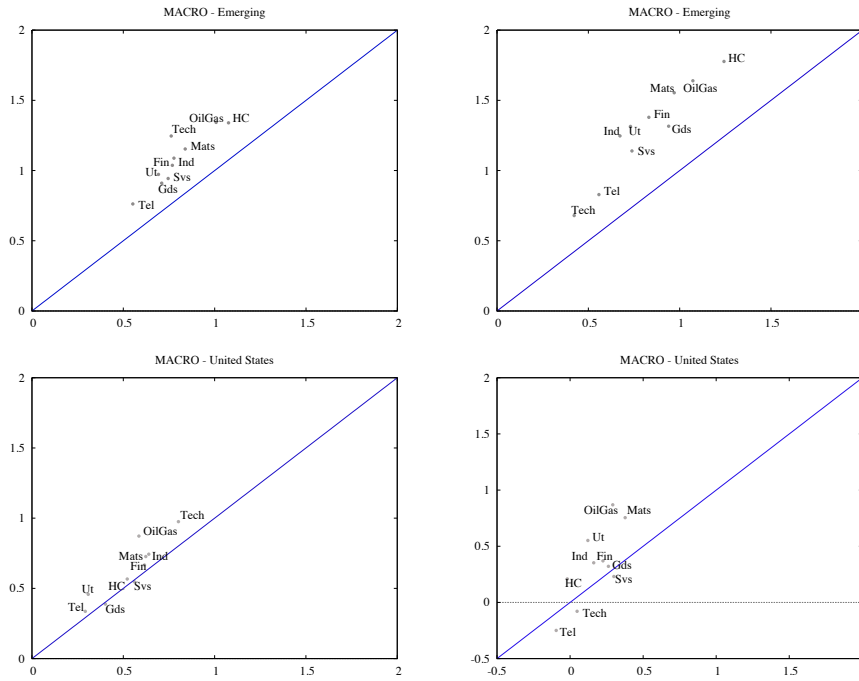 MACRO - Emerging
2
1.5
1
0.5
0
0
0.5
1
1.5
2
OilGas
HC
Tech
Mats
Fin
Ind
Ut
Svs
Gds
Tel
MACRO - Emerging
2
1.5
1
0.5
0
0
0.5
1
1.5
HC
Mats
OilGas
Fin
Ind
Ut
Gds
Svs
Tel
Tech
MACRO - United States
2
1.5
1
0.5
0
0
0.5
1
1.5
2
Tech
OilGas
Mats
Ind
Fin
HC
Svs
Ut
Tel
Gds
MACRO - United States
2
1.5
1
0.5
0
-0.5
-0.5
0
0.5
1
1.5
OilGas
Mats
Ut
Ind
Fin
Gds
HC
Svs
Tech
Tel